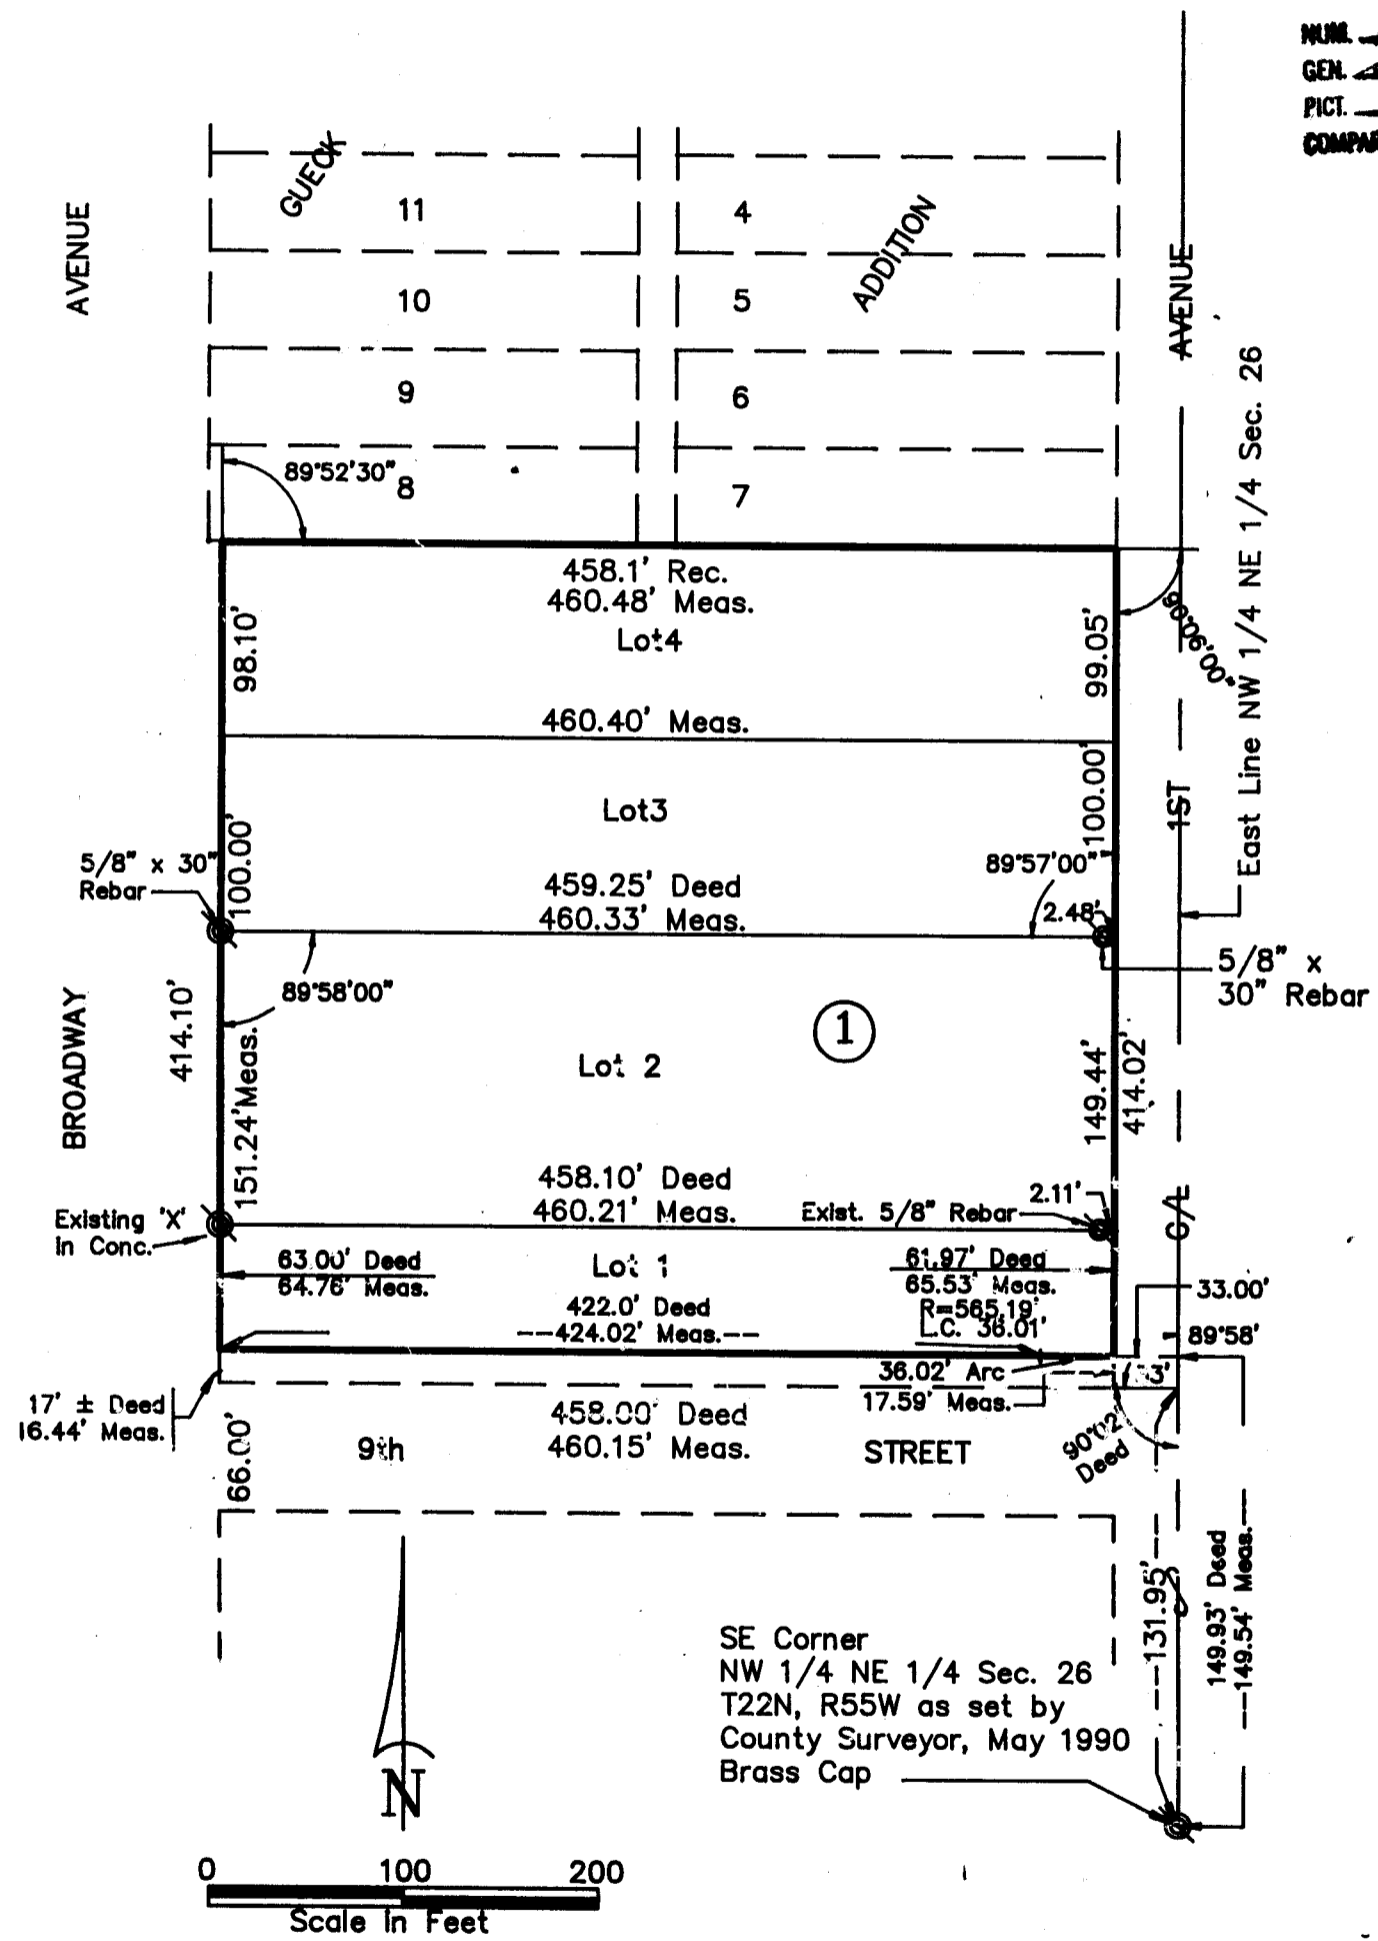 NUM.
GEN.
PICT.
GUECK
ADDITION
AVENUE
AVENUE
11
4
10
5
9
6
8
7
89°52'30"
East Line NW 1/4 NE 1/4 Sec. 26
458.1' Rec.
460.48' Meas.
Lot4
98.10'
99.05'
90°06'00"
460.40' Meas.
Lot3
100.00'
100.00'
1ST
5/8" x 30"
Rebar
89°57'00"
459.25' Deed
460.33' Meas.
2.48'
5/8" x
30" Rebar
89°58'00"
BROADWAY
414.10'
151.24'Meas.
1
Lot 2
149.44'
414.02'
458.10' Deed
460.21' Meas.
2.11'
Exist. 5/8" Rebar
C/L
Existing 'X'
in Conc.
63.00' Deed
64.76' Meas.
Lot 1
61.97' Deed
65.53' Meas.
422.0' Deed
--424.02' Meas.--
R=565.19'
L.C. 36.01'
33.00'
89°58'
36.02' Arc
17.59' Meas.
17' ± Deed
16.44' Meas.
458.00' Deed
460.15' Meas.
66.00'
9th
STREET
90°02'
Deed
131.95'
149.93' Deed
--149.54' Meas.--
SE Corner
NW 1/4 NE 1/4 Sec. 26
T22N, R55W as set by
County Surveyor, May 1990
Brass Cap
N
0 100 200
Scale In Feet